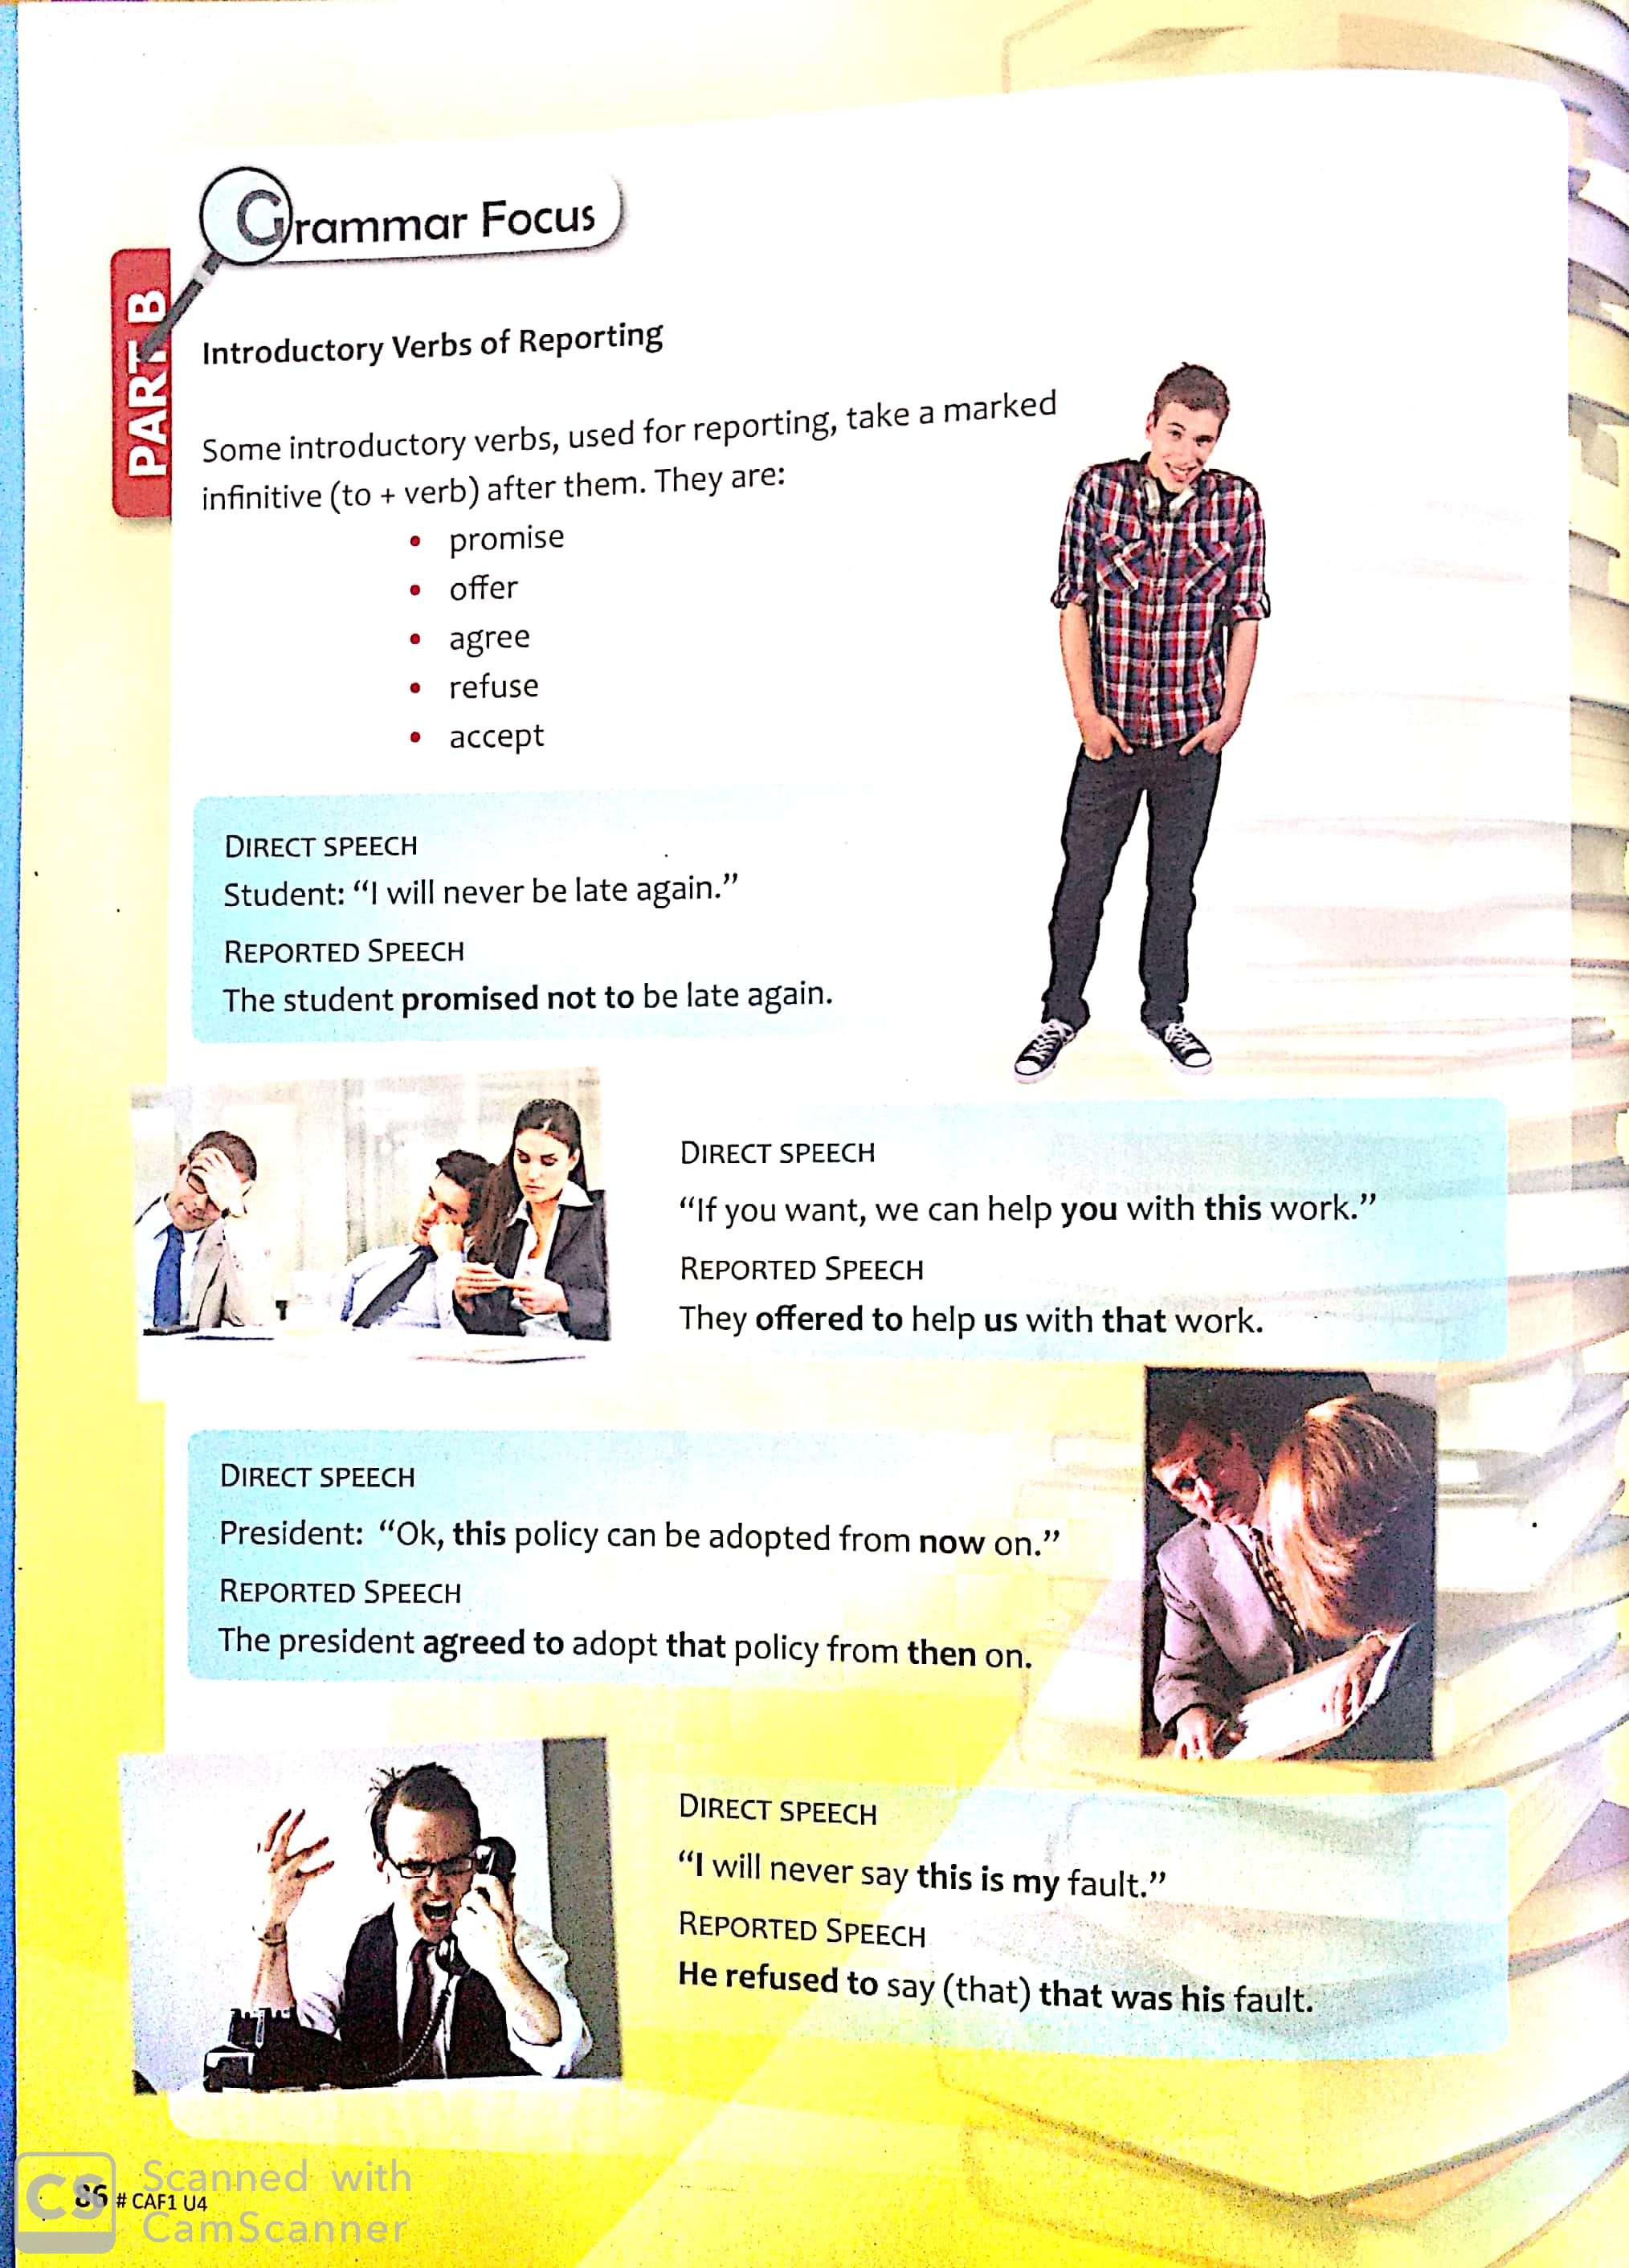 Grammar Focus
PART B
Introductory Verbs of Reporting
Some introductory verbs, used for reporting, take a marked
infinitive (to + verb) after them. They are:
• promise
• offer
• agree
• refuse
• accept
DIRECT SPEECH
Student: “I will never be late again.”
REPORTED SPEECH
The student promised not to be late again.
DIRECT SPEECH
“If you want, we can help you with this work.”
REPORTED SPEECH
They offered to help us with that work.
DIRECT SPEECH
President: “Ok, this policy can be adopted from now on.”
REPORTED SPEECH
The president agreed to adopt that policy from then on.
DIRECT SPEECH
“I will never say this is my fault.”
REPORTED SPEECH
He refused to say (that) that was his fault.
86 # CAF1 U4
CS Scanned with
CamScanner